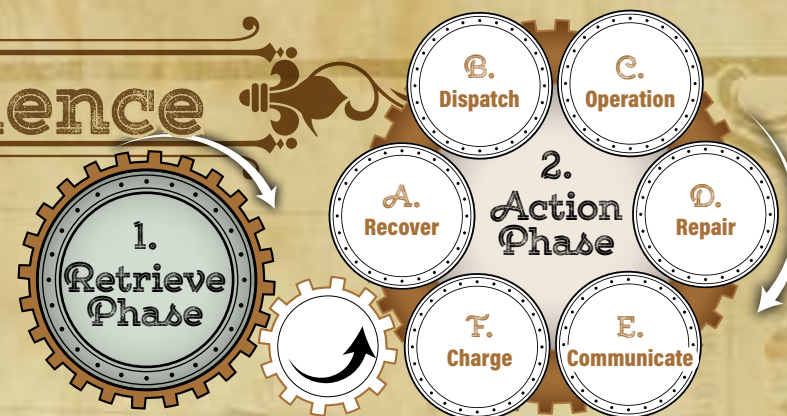 ence
1.
Retrieve
Phase
2.
Action
Phase
A.
Recover
B.
Dispatch
C.
Operation
D.
Repair
E.
Communicate
F.
Charge